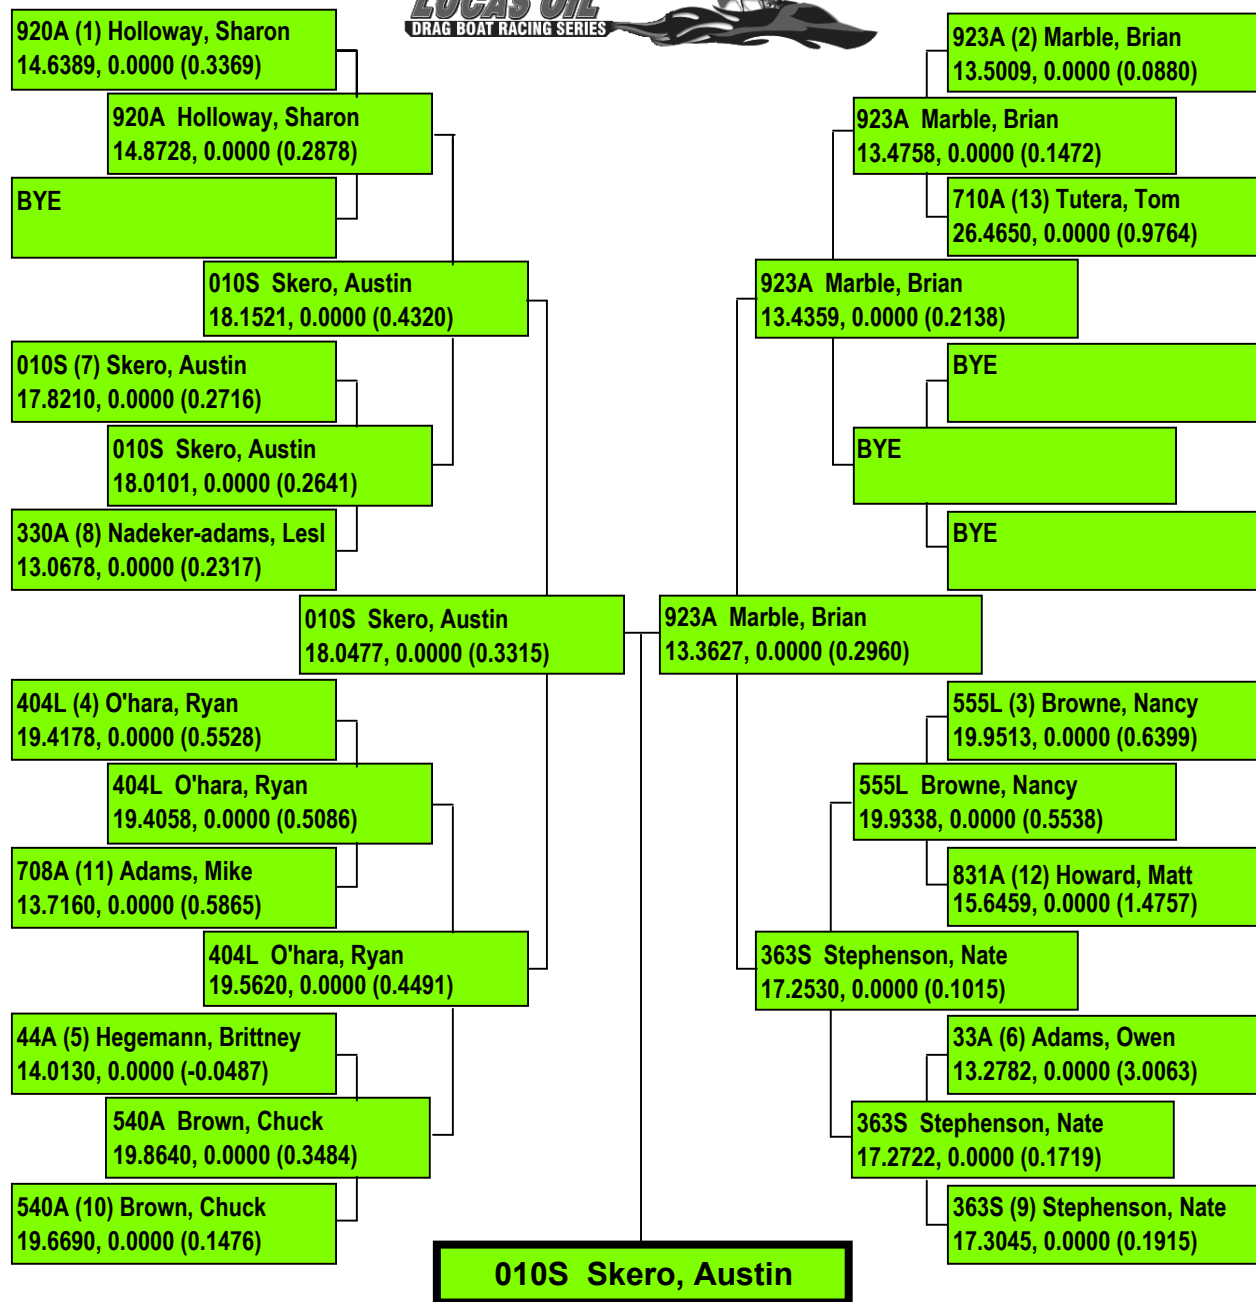 LUCAS OIL
DRAG BOAT RACING SERIES
920A (1) Holloway, Sharon
14.6389, 0.0000 (0.3369)
920A Holloway, Sharon
14.8728, 0.0000 (0.2878)
BYE
010S Skero, Austin
18.1521, 0.0000 (0.4320)
010S (7) Skero, Austin
17.8210, 0.0000 (0.2716)
010S Skero, Austin
18.0101, 0.0000 (0.2641)
330A (8) Nadeker-adams, Lesl
13.0678, 0.0000 (0.2317)
010S Skero, Austin
18.0477, 0.0000 (0.3315)
404L (4) O'hara, Ryan
19.4178, 0.0000 (0.5528)
404L O'hara, Ryan
19.4058, 0.0000 (0.5086)
708A (11) Adams, Mike
13.7160, 0.0000 (0.5865)
404L O'hara, Ryan
19.5620, 0.0000 (0.4491)
44A (5) Hegemann, Brittney
14.0130, 0.0000 (-0.0487)
540A Brown, Chuck
19.8640, 0.0000 (0.3484)
540A (10) Brown, Chuck
19.6690, 0.0000 (0.1476)
923A (2) Marble, Brian
13.5009, 0.0000 (0.0880)
923A Marble, Brian
13.4758, 0.0000 (0.1472)
710A (13) Tutera, Tom
26.4650, 0.0000 (0.9764)
923A Marble, Brian
13.4359, 0.0000 (0.2138)
BYE
BYE
BYE
923A Marble, Brian
13.3627, 0.0000 (0.2960)
555L (3) Browne, Nancy
19.9513, 0.0000 (0.6399)
555L Browne, Nancy
19.9338, 0.0000 (0.5538)
831A (12) Howard, Matt
15.6459, 0.0000 (1.4757)
363S Stephenson, Nate
17.2530, 0.0000 (0.1015)
33A (6) Adams, Owen
13.2782, 0.0000 (3.0063)
363S Stephenson, Nate
17.2722, 0.0000 (0.1719)
363S (9) Stephenson, Nate
17.3045, 0.0000 (0.1915)
010S Skero, Austin